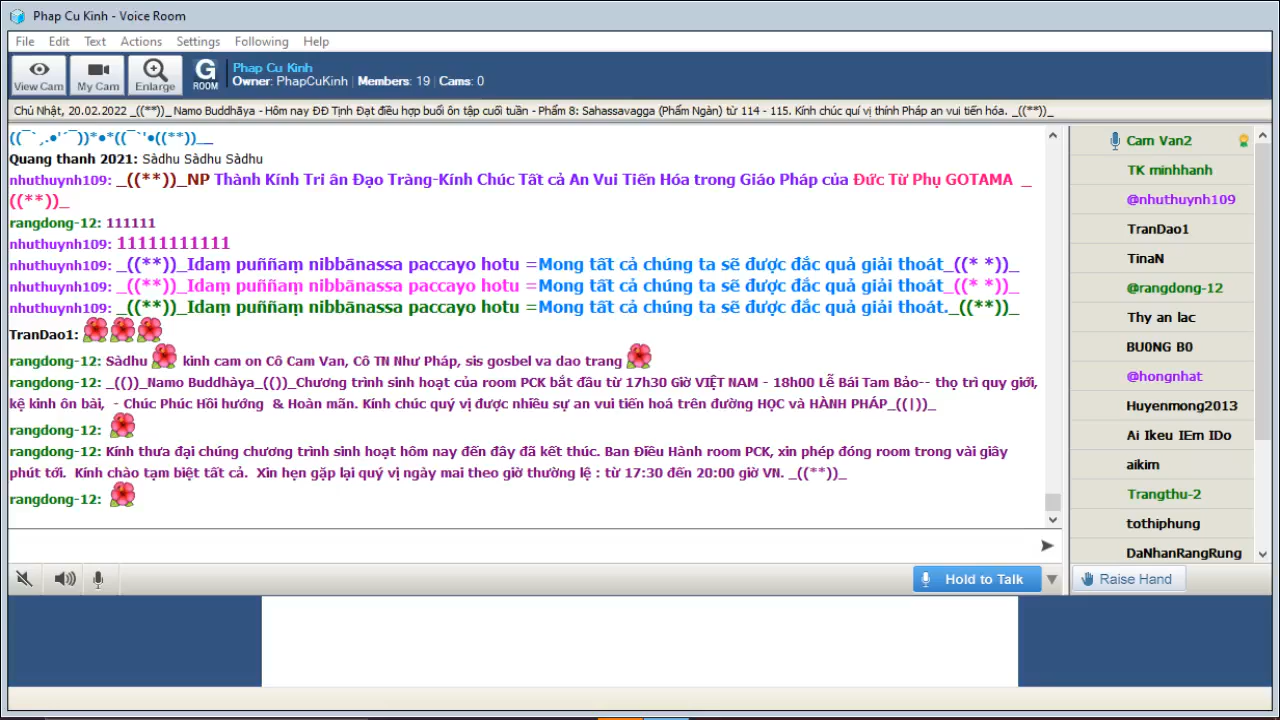 Phap Cu Kinh - Voice Room
File Edit Text Actions Settings Following Help
View Cam
My Cam
Enlarge
G ROOM
Phap Cu Kinh
Owner: PhapCuKinh | Members: 19 | Cams: 0
Chủ Nhật, 20.02.2022 _((**))_ Namo Buddhāya - Hôm nay ĐĐ Tịnh Đạt điều hợp buổi ôn tập cuối tuần - Phẩm 8: Sahassavagga (Phẩm Ngàn) từ 114 - 115. Kính chúc quí vị thính Pháp an vui tiến hóa. _((**))_
((¯`¸.•'´¯))*•*((¯`'•((**))__
Quang thanh 2021: Sàdhu Sàdhu Sàdhu
nhuthuynh109: _((**))_NP Thành Kính Tri ân Đạo Tràng-Kính Chúc Tất cả An Vui Tiến Hóa trong Giáo Pháp của Đức Từ Phụ GOTAMA _
((**))_
rangdong-12: 111111
nhuthuynh109: 11111111111
nhuthuynh109: _((**))_Idaṃ puññaṃ nibbānassa paccayo hotu =Mong tất cả chúng ta sẽ được đắc quả giải thoát_((* *))_
nhuthuynh109: _((**))_Idaṃ puññaṃ nibbānassa paccayo hotu =Mong tất cả chúng ta sẽ được đắc quả giải thoát_((* *))_
nhuthuynh109: _((**))_Idaṃ puññaṃ nibbānassa paccayo hotu =Mong tất cả chúng ta sẽ được đắc quả giải thoát._((**))_
TranDao1:
rangdong-12: Sàdhu kinh cam on Cô Cam Van, Cô TN Như Pháp, sis gosbel va dao trang
rangdong-12: _(())_Namo Buddhàya_(())_Chương trình sinh hoạt của room PCK bắt đầu từ 17h30 Giờ VIỆT NAM - 18h00 Lễ Bái Tam Bảo-- thọ trì quy giới,
kệ kinh ôn bài, - Chúc Phúc Hồi hướng & Hoàn mãn. Kính chúc quý vị được nhiều sự an vui tiến hoá trên đường HỌC và HÀNH PHÁP_((|))_
rangdong-12:
rangdong-12: Kính thưa đại chúng chương trình sinh hoạt hôm nay đến đây đã kết thúc. Ban Điều Hành room PCK, xin phép đóng room trong vài giây
phút tới. Kính chào tạm biệt tất cả. Xin hẹn gặp lại quý vị ngày mai theo giờ thường lệ : từ 17:30 đến 20:00 giờ VN. _((**))_
rangdong-12:
Cam Van2
TK minhhanh
@nhuthuynh109
TranDao1
TinaN
@rangdong-12
Thy an lac
BU0NG B0
@hongnhat
Huyenmong2013
Ai Ikeu IEm IDo
aikim
Trangthu-2
tothiphung
DaNhanRangRung
Hold to Talk
Raise Hand